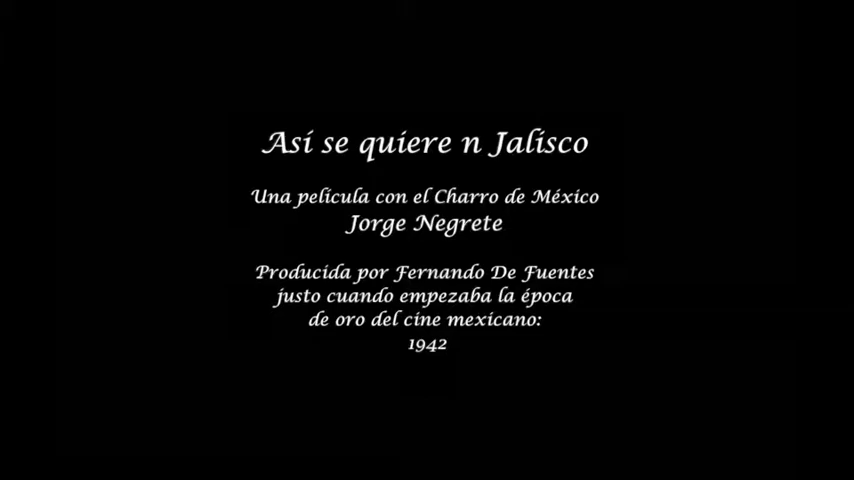 Así se quiere n Jalisco
Una película con el Charro de México
Jorge Negrete
Producida por Fernando De Fuentes
justo cuando empezaba la época
de oro del cine mexicano:
1942